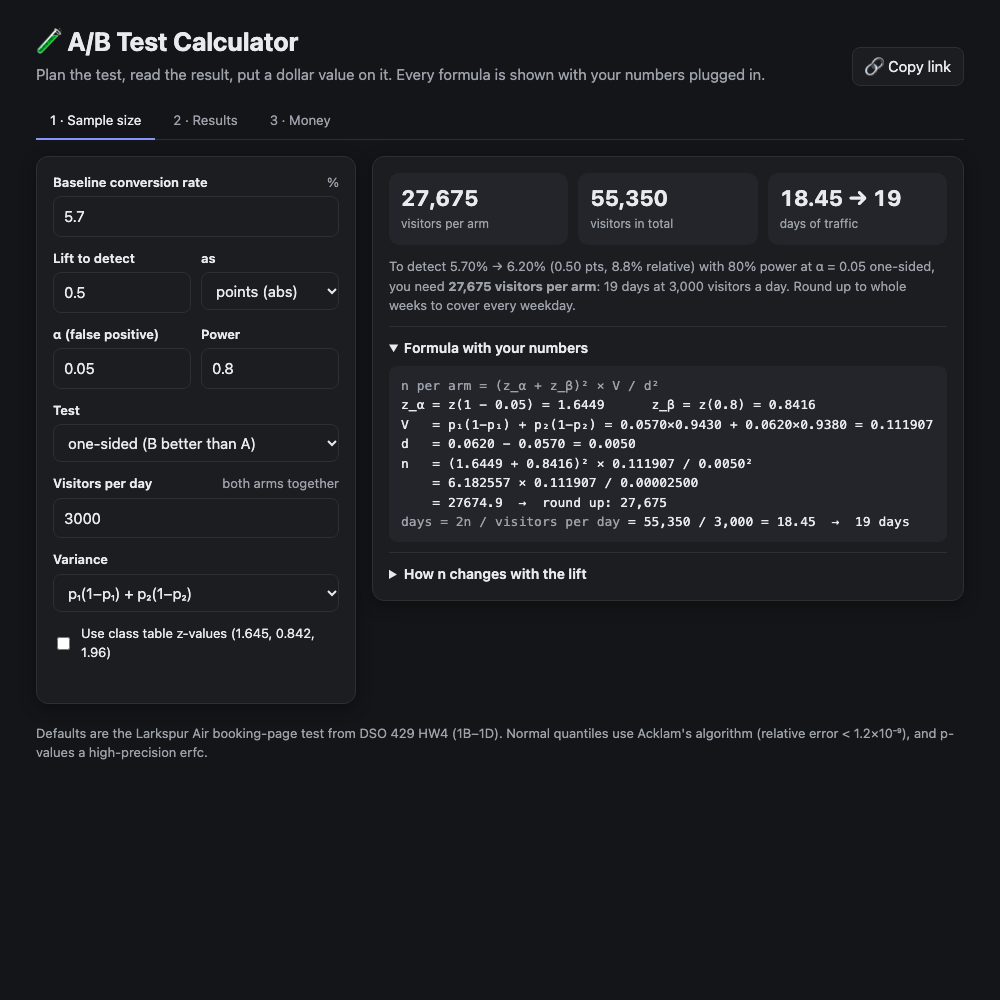 🧪 A/B Test Calculator
Plan the test, read the result, put a dollar value on it. Every formula is shown with your numbers plugged in.
🔗 Copy link
1 · Sample size
2 · Results
3 · Money
Baseline conversion rate %
5.7
Lift to detect as
0.5 points (abs)
α (false positive) Power
0.05 0.8
Test
one-sided (B better than A)
Visitors per day both arms together
3000
Variance
p₁(1−p₁) + p₂(1−p₂)
Use class table z-values (1.645, 0.842,
1.96)
27,675
visitors per arm
55,350
visitors in total
18.45 → 19
days of traffic
To detect 5.70% → 6.20% (0.50 pts, 8.8% relative) with 80% power at α = 0.05 one-sided,
you need 27,675 visitors per arm: 19 days at 3,000 visitors a day. Round up to whole
weeks to cover every weekday.
▼ Formula with your numbers
n per arm = (z_α + z_β)² × V / d²
z_α = z(1 − 0.05) = 1.6449 z_β = z(0.8) = 0.8416
V = p₁(1−p₁) + p₂(1−p₂) = 0.0570×0.9430 + 0.0620×0.9380 = 0.111907
d = 0.0620 − 0.0570 = 0.0050
n = (1.6449 + 0.8416)² × 0.111907 / 0.0050²
= 6.182557 × 0.111907 / 0.00002500
= 27674.9 → round up: 27,675
days = 2n / visitors per day = 55,350 / 3,000 = 18.45 → 19 days
▶ How n changes with the lift
Defaults are the Larkspur Air booking-page test from DSO 429 HW4 (1B–1D). Normal quantiles use Acklam's algorithm (relative error < 1.2×10⁻⁹), and p-
values a high-precision erfc.